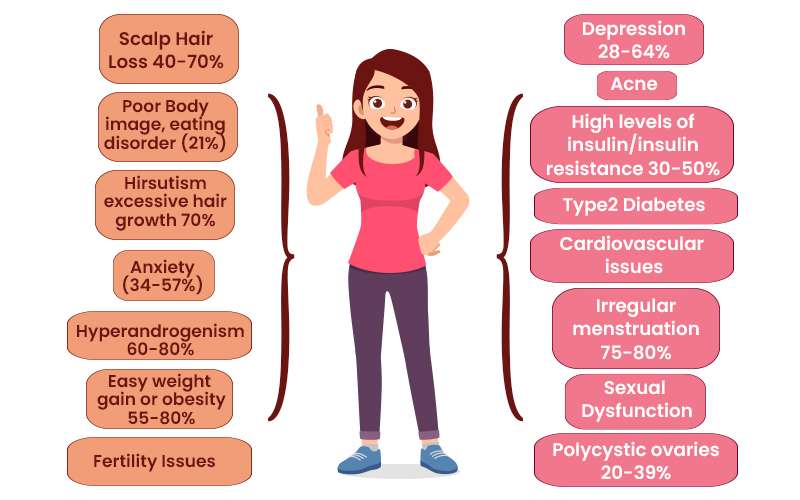 Scalp Hair
Loss 40-70%
Poor Body
image, eating
disorder (21%)
Hirsutism
excessive hair
growth 70%
Anxiety
(34-57%)
Hyperandrogenism
60-80%
Easy weight
gain or obesity
55-80%
Fertility Issues
Depression
28-64%
Acne
High levels of
insulin/insulin
resistance 30-50%
Type2 Diabetes
Cardiovascular
issues
Irregular
menstruation
75-80%
Sexual
Dysfunction
Polycystic ovaries
20-39%